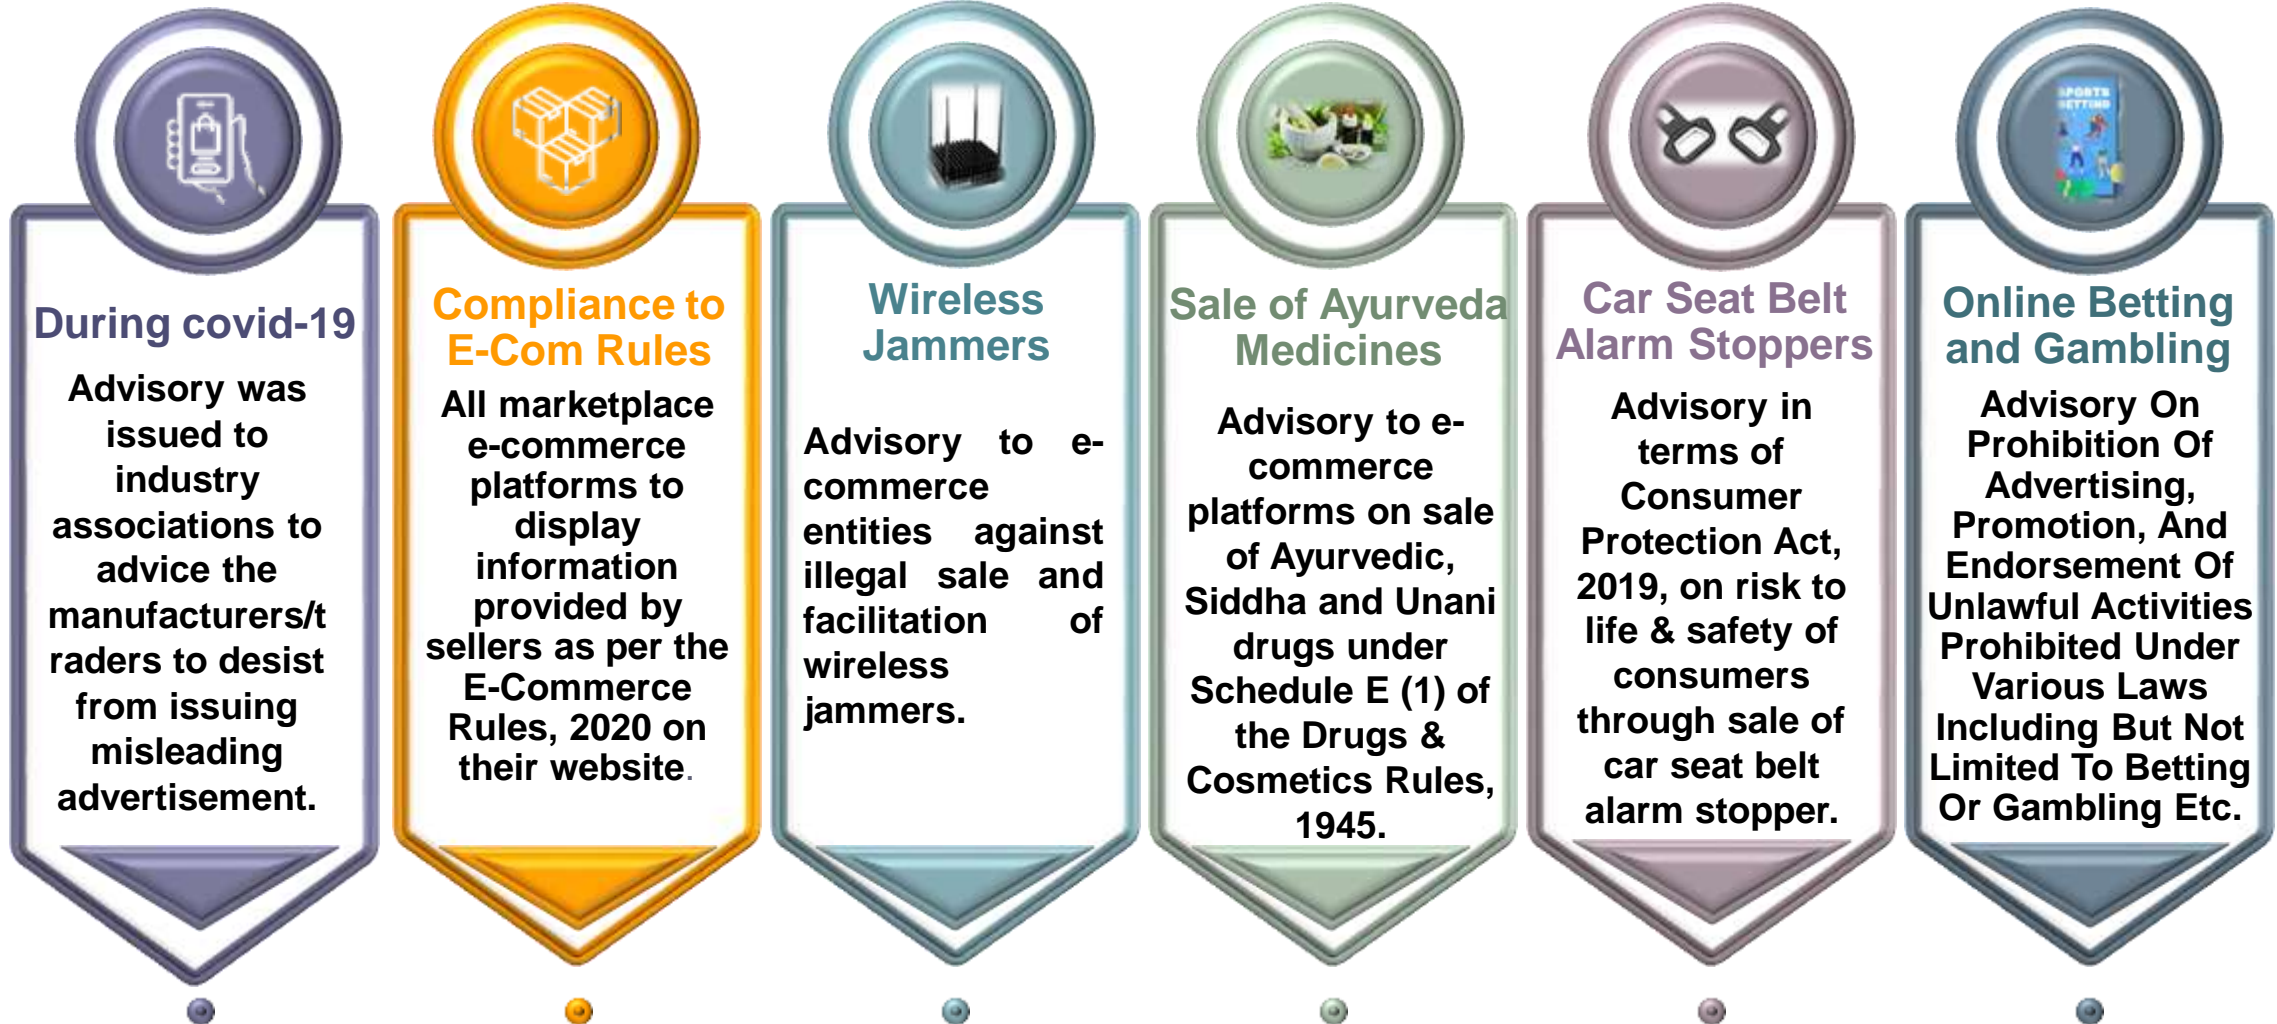 During covid-19
Advisory was
issued to
industry
associations to
advice the
manufacturers/t
raders to desist
from issuing
misleading
advertisement.
Compliance to
E-Com Rules
All marketplace
e-commerce
platforms to
display
information
provided by
sellers as per the
E-Commerce
Rules, 2020 on
their website.
Wireless
Jammers
Advisory to e-
commerce
entities against
illegal sale and
facilitation of
wireless
jammers.
Sale of Ayurveda
Medicines
Advisory to e-
commerce
platforms on sale
of Ayurvedic,
Siddha and Unani
drugs under
Schedule E (1) of
the Drugs &
Cosmetics Rules,
1945.
Car Seat Belt
Alarm Stoppers
Advisory in
terms of
Consumer
Protection Act,
2019, on risk to
life & safety of
consumers
through sale of
car seat belt
alarm stopper.
SPORTS
BETTING
Online Betting
and Gambling
Advisory On
Prohibition Of
Advertising,
Promotion, And
Endorsement Of
Unlawful Activities
Prohibited Under
Various Laws
Including But Not
Limited To Betting
Or Gambling Etc.